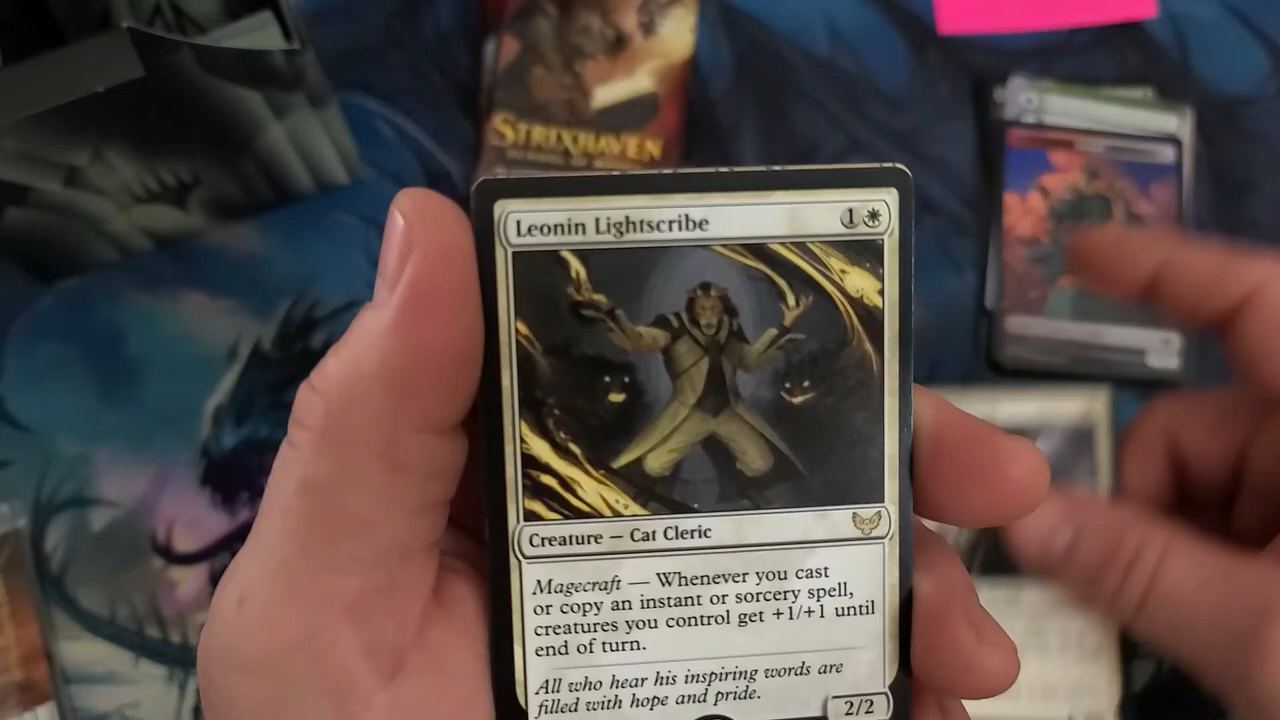 STRIXHAVEN
Leonin Lightscribe 1
Creature — Cat Cleric
Magecraft — Whenever you cast
or copy an instant or sorcery spell,
creatures you control get +1/+1 until
end of turn.
All who hear his inspiring words are
filled with hope and pride.
2/2